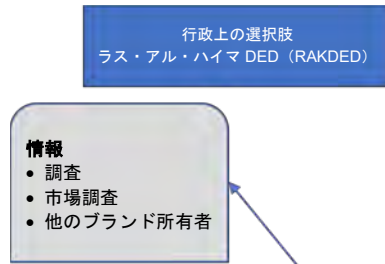 行政上の選択肢
ラス・アル・ハイマ DED（RAKDED）
情報
• 調査
• 市場調査
• 他のブランド所有者